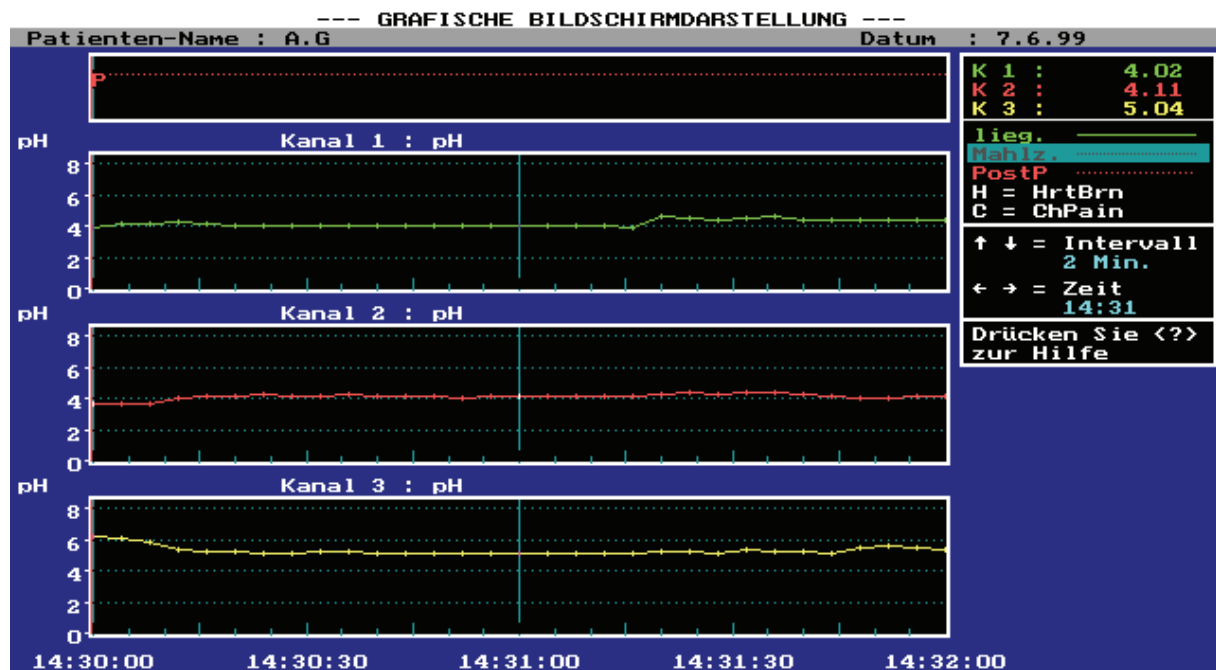 --- GRAFISCHE BILDSCHIRMDARSTELLUNG ---
Patienten-Name : A.G Datum : 7.6.99
P
K 1 : 4.02
K 2 : 4.11
K 3 : 5.04
lieg.
Mahlz.
PostP
H = HrtBrn
C = ChPain
↑ ↓ = Intervall
2 Min.
← → = Zeit
14:31
Drücken Sie <?>
zur Hilfe
pH Kanal 1 : pH
8
6
4
2
0
pH Kanal 2 : pH
8
6
4
2
0
pH Kanal 3 : pH
8
6
4
2
0
14:30:00 14:30:30 14:31:00 14:31:30 14:32:00